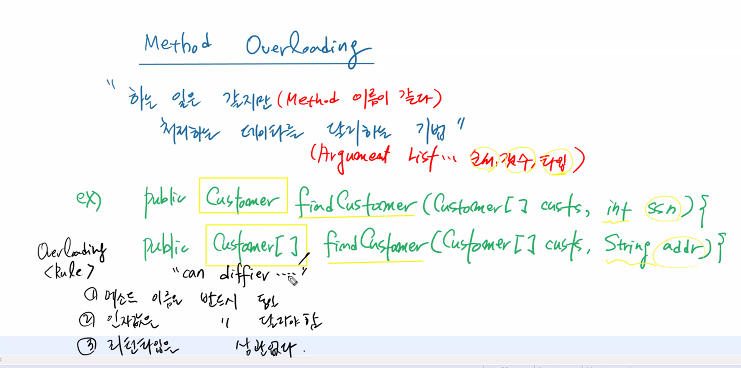 Method Overloading
" 하는 일은 같지만 (Method 이름이 같다)
처리하는 데이타를 달리하는 기법 "
(Argument List... 순서, 갯수, 타입)
ex) public Customer findCustomer (Customer[ ] custs, int ssn) {
public Customer[ ] findCustomer (Customer[ ] custs, String addr) {
Overloading
<Rule>
"can diffier ....."
① 메소드 이름은 반드시 동일
② 인자값은 " 달라야 함
③ 리턴타입은 상관없다.